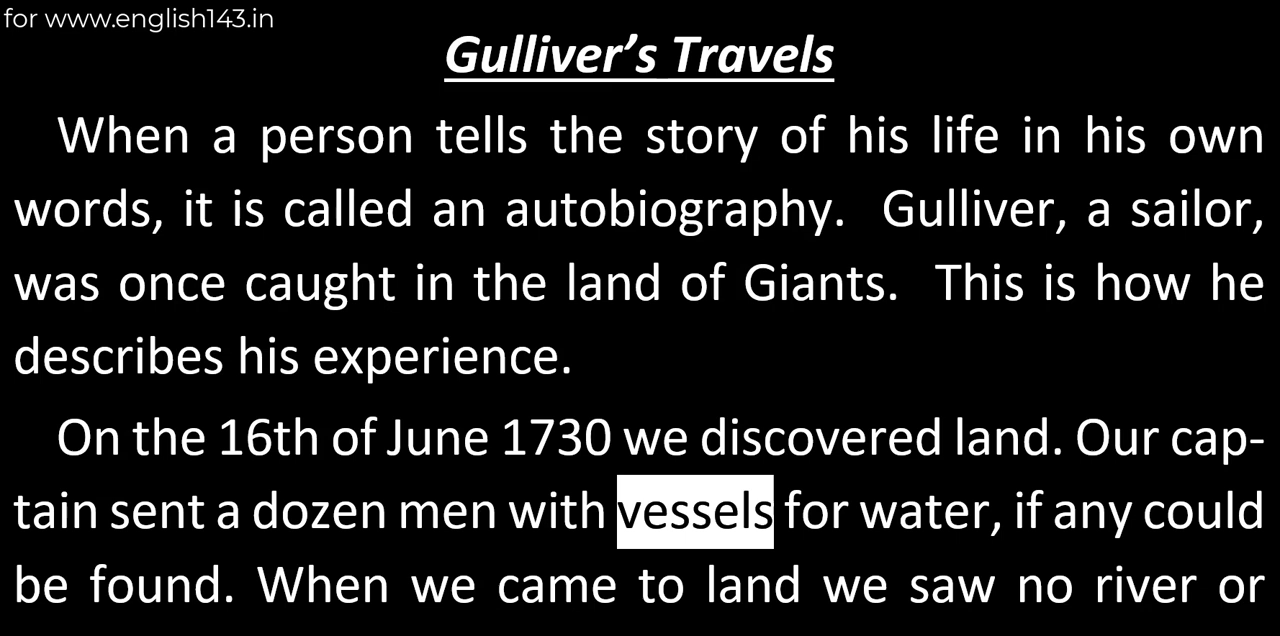 for www.english143.in
Gulliver’s Travels
When a person tells the story of his life in his own
words, it is called an autobiography. Gulliver, a sailor,
was once caught in the land of Giants. This is how he
describes his experience.
On the 16th of June 1730 we discovered land. Our cap-
tain sent a dozen men with vessels for water, if any could
be found. When we came to land we saw no river or